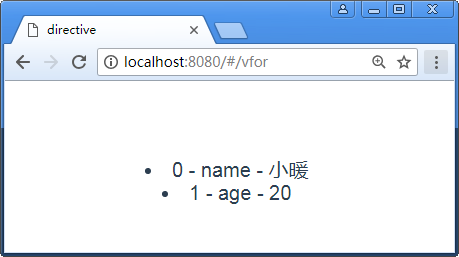 directive
localhost:8080/#/vfor
• 0 - name - 小暖
• 1 - age - 20